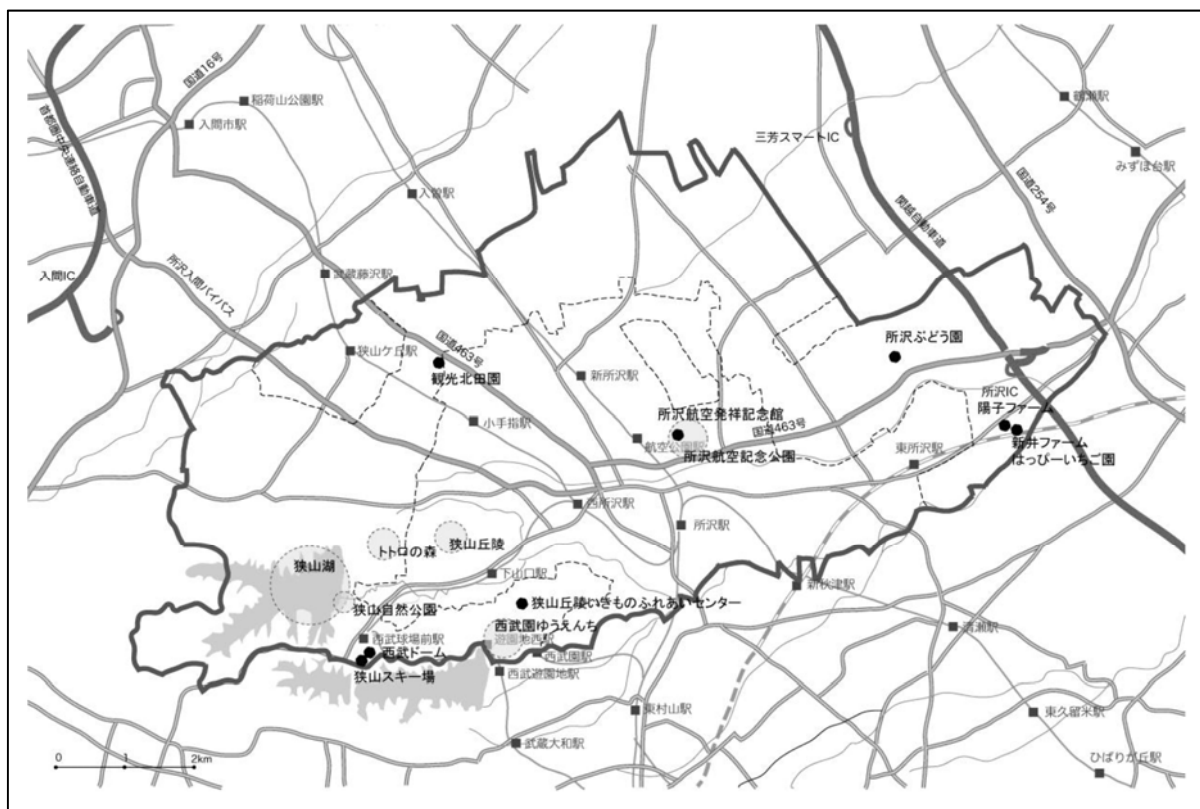 国道16号
稲荷山公園駅
入間市駅
首都圏中央連絡自動車道
入間IC
所沢入間バイパス
入曽駅
武蔵藤沢駅
狭山ケ丘駅
国道463号
観光北田園
小手指駅
新所沢駅
三芳スマートIC
鶴瀬駅
みずほ台駅
国道254号
関越自動車道
所沢ぶどう園
所沢航空発祥記念館
航空公園駅
所沢航空記念公園
国道463号
所沢IC
陽子ファーム
新井ファーム
はっぴーいちご園
東所沢駅
西所沢駅
所沢駅
狭山湖
トトロの森
狭山丘陵
下山口駅
狭山自然公園
狭山丘陵いきものふれあいセンター
西武園ゆうえんち
西武球場前駅
西武ドーム
狭山スキー場
遊園地西駅
西武園駅
西武遊園地駅
新秋津駅
清瀬駅
東村山駅
武蔵大和駅
東久留米駅
ひばりが丘駅
0 1 2km